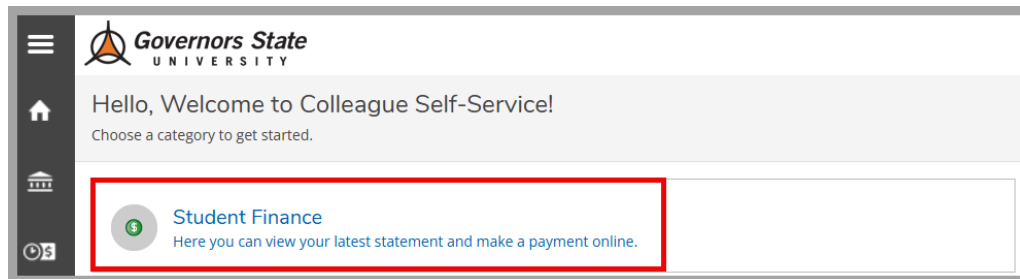 Governors State
UNIVERSITY
Hello, Welcome to Colleague Self-Service!
Choose a category to get started.
Student Finance
Here you can view your latest statement and make a payment online.